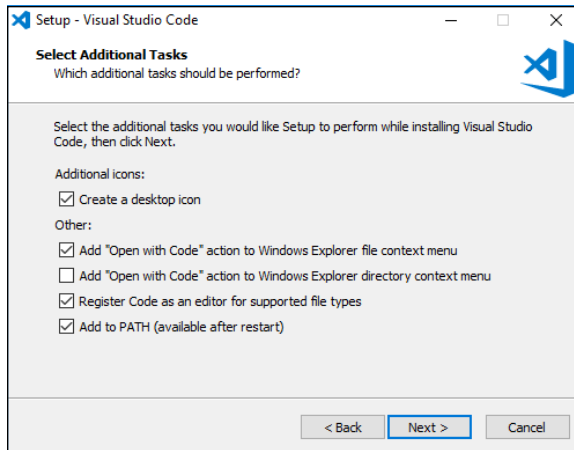 Setup - Visual Studio Code
Select Additional Tasks
Which additional tasks should be performed?
Select the additional tasks you would like Setup to perform while installing Visual Studio
Code, then click Next.
Additional icons:
Create a desktop icon
Other:
Add "Open with Code" action to Windows Explorer file context menu
Add "Open with Code" action to Windows Explorer directory context menu
Register Code as an editor for supported file types
Add to PATH (available after restart)
< Back Next > Cancel